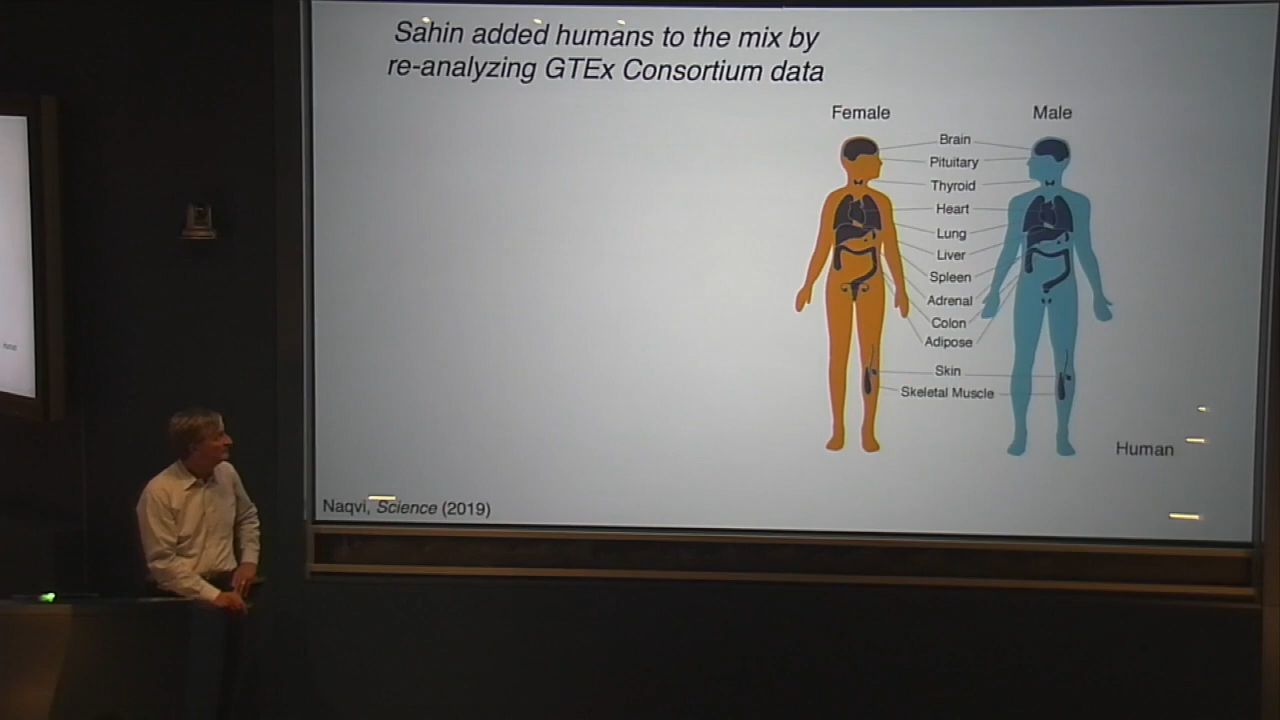 Sahin added humans to the mix by
re-analyzing GTEx Consortium data
Female
Male
Brain
Pituitary
Thyroid
Heart
Lung
Liver
Spleen
Adrenal
Colon
Adipose
Skin
Skeletal Muscle
Human
Naqvi, Science (2019)
Human